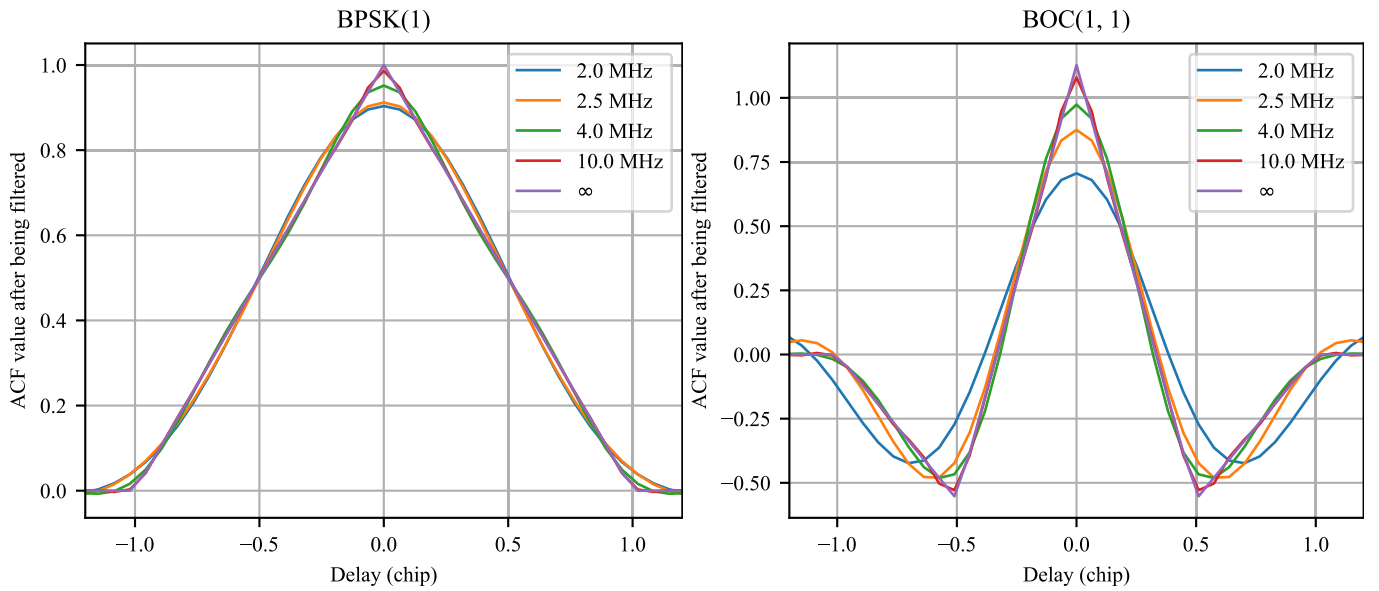 BPSK(1)
ACF value after being filtered
1.0
0.8
0.6
0.4
0.2
0.0
−1.0
−0.5
0.0
0.5
1.0
Delay (chip)
2.0 MHz
2.5 MHz
4.0 MHz
10.0 MHz
∞
BOC(1, 1)
ACF value after being filtered
1.00
0.75
0.50
0.25
0.00
−0.25
−0.50
−1.0
−0.5
0.0
0.5
1.0
Delay (chip)
2.0 MHz
2.5 MHz
4.0 MHz
10.0 MHz
∞